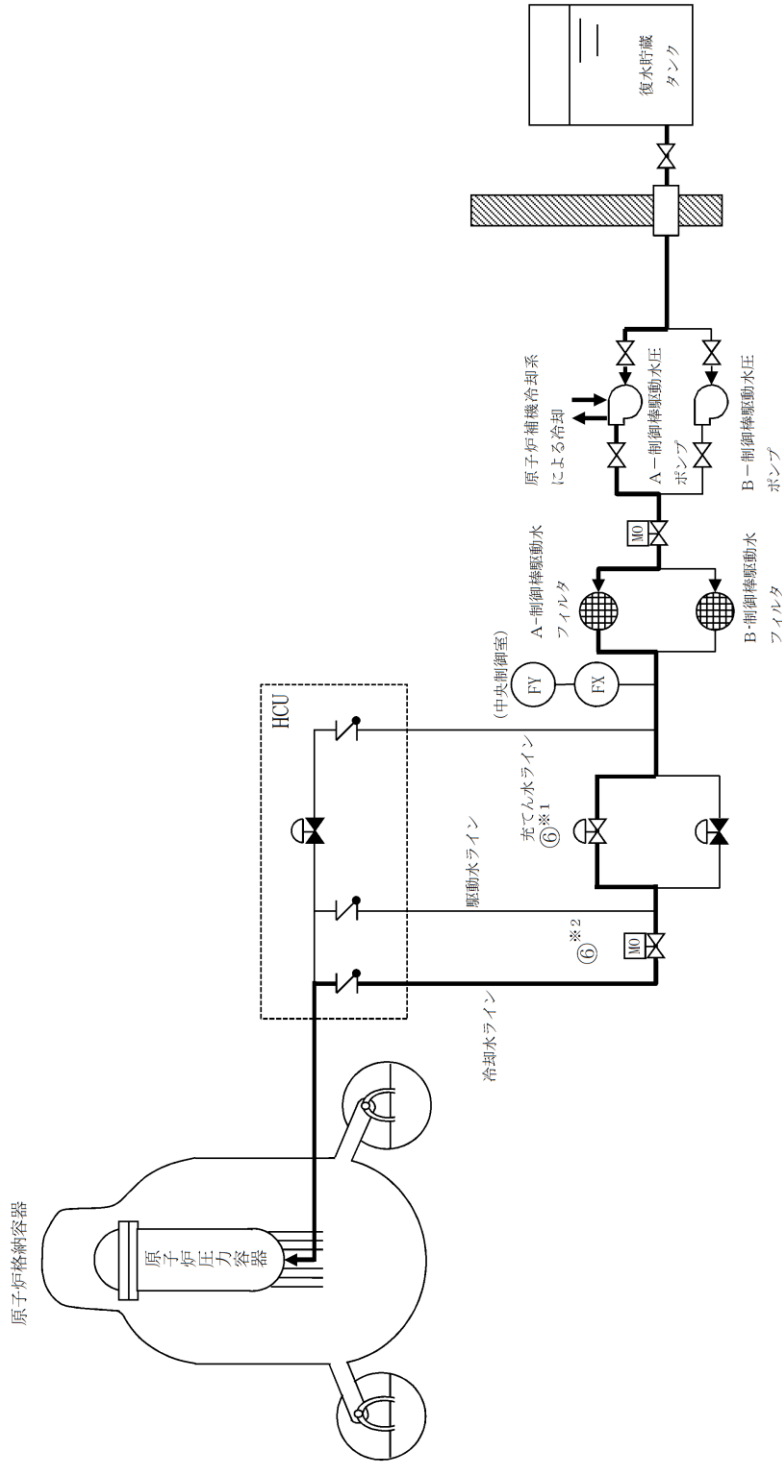 原子炉格納容器
原子炉圧力容器
HCU
冷却水ライン
駆動水ライン
充てん水ライン
⑥※1
⑥※2
MO
(中央制御室)
FY
FX
A-制御棒駆動水
フィルタ
B-制御棒駆動水
フィルタ
MO
原子炉補機冷却系
による冷却
A-制御棒駆動水圧
ポンプ
B-制御棒駆動水圧
ポンプ
復水貯蔵
タンク